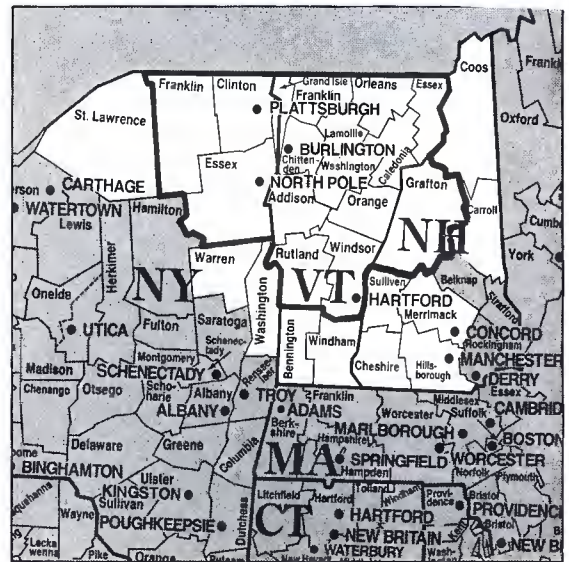 Coos
Franklin Clinton Grand Isle Orleans Essex
Franklin
PLATTSBURGH
St. Lawrence
Lamoille
Oxford
BURLINGTON
Essex
Chittenden Washington Caledonia
CARTHAGE
NORTH POLE
Grafton
Addison
WATERTOWN Hamilton
Orange
Carroll
Lewis
NH
York
Warren
Rutland Windsor
Herkimer
NY
VT
Sullivan
Belknap
Strafford
Oneida
Washington
HARTFORD
Merrimack
Fulton Saratoga
UTICA
Bennington Windham
CONCORD
Rockingham
Montgomery Schenectady
Cheshire Hillsborough
MANCHESTER
Madison
SCHENECTADY
Rensselaer
DERRY
Essex
Chenango Otsego Schoharie Albany
TROY Franklin
Middlesex
ALBANY
ADAMS
Worcester Suffolk
CAMBRID
Berkshire
MARLBOROUGH
BOSTON
Delaware Greene
Columbia
Hampshire
MA
SPRINGFIELD WORCESTER
Hampden
Norfolk Plymouth
BINGHAMTON
Ulster
KINGSTON
Litchfield Hartford Tolland Windham Providence Bristol
Sullivan
Wayne
Dutchess
CT
HARTFORD
PROVIDENC
Kent
Bristol
POUGHKEEPSIE
NEW BRITAIN
NEW B
Lackawenna
Pike Orange
WATERBURY
Washington